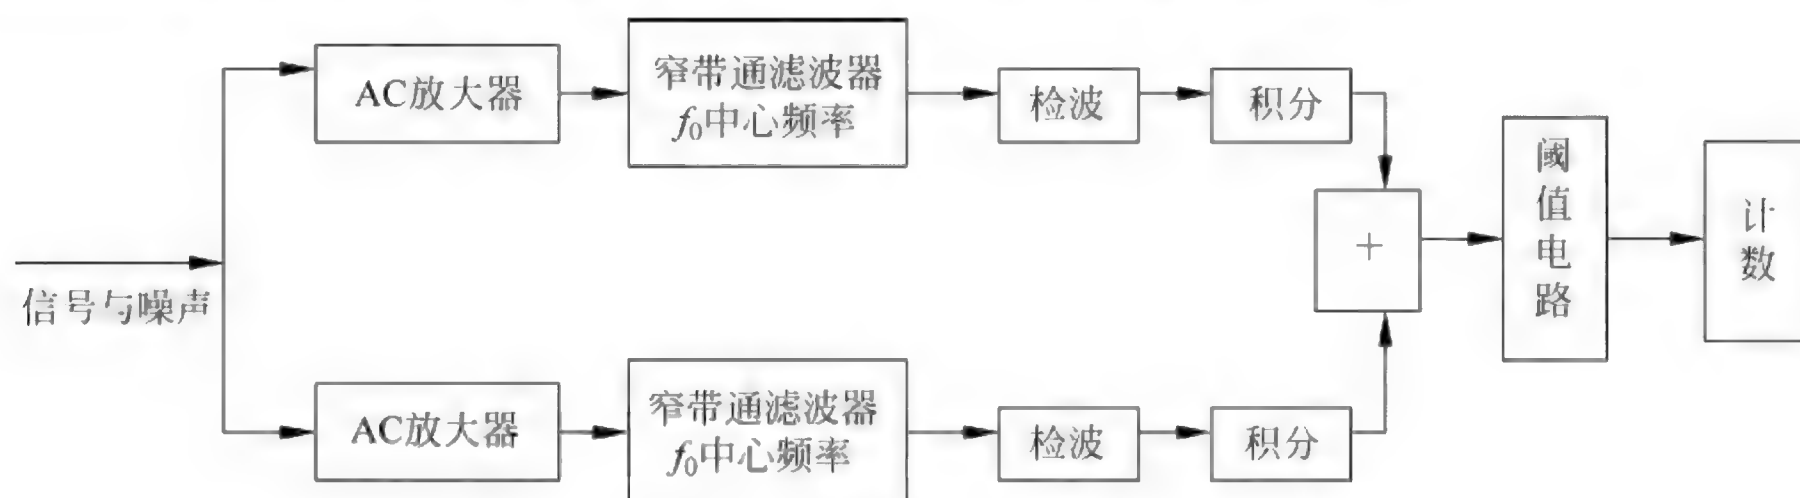 AC放大器
窄带通滤波器
f₀中心频率
检波
积分
信号与噪声
+
阈
值
电
路
计
数
AC放大器
窄带通滤波器
f₀中心频率
检波
积分